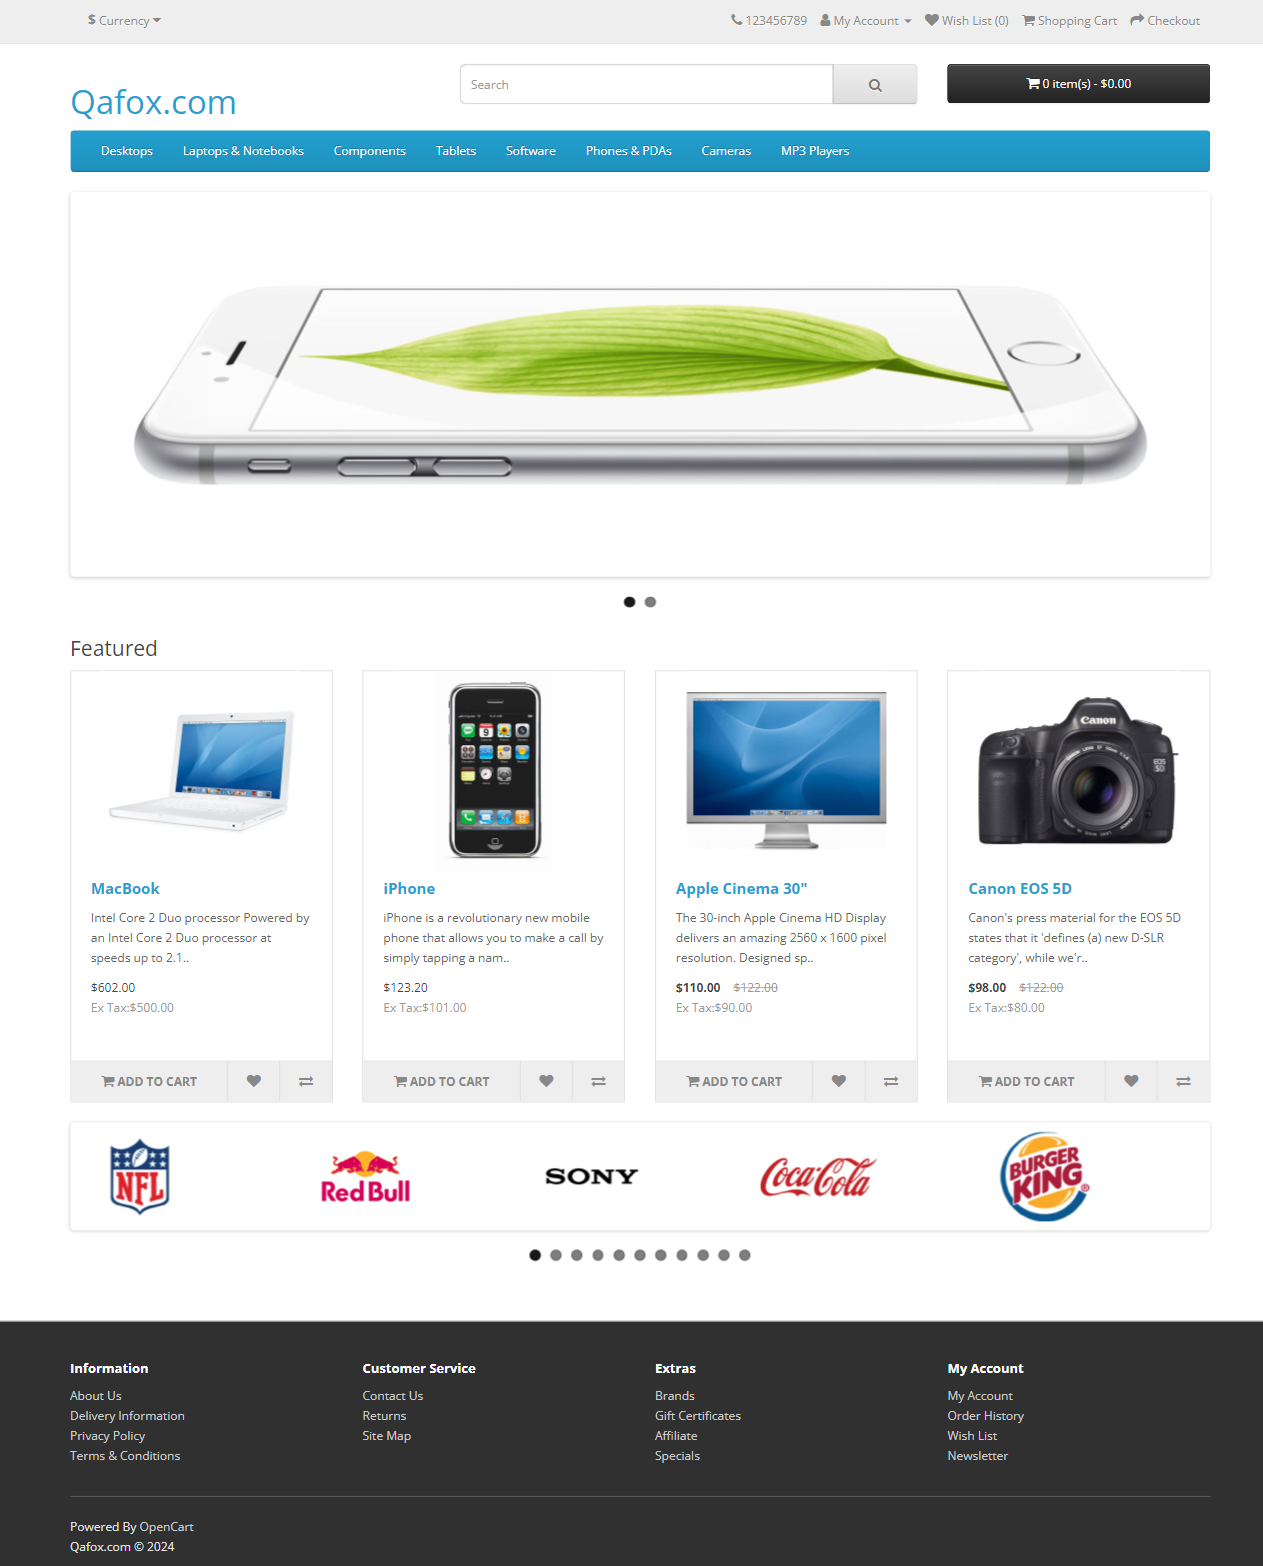 $ Currency
123456789 My Account Wish List (0) Shopping Cart Checkout
Qafox.com
Search
0 item(s) - $0.00
Desktops Laptops & Notebooks Components Tablets Software Phones & PDAs Cameras MP3 Players
Featured
Canon
EOS
5D
MacBook
Intel Core 2 Duo processor Powered by
an Intel Core 2 Duo processor at
speeds up to 2.1..
$602.00
Ex Tax:$500.00
ADD TO CART
iPhone
iPhone is a revolutionary new mobile
phone that allows you to make a call by
simply tapping a nam..
$123.20
Ex Tax:$101.00
ADD TO CART
Apple Cinema 30"
The 30-inch Apple Cinema HD Display
delivers an amazing 2560 x 1600 pixel
resolution. Designed sp..
$110.00 $122.00
Ex Tax:$90.00
ADD TO CART
Canon EOS 5D
Canon's press material for the EOS 5D
states that it 'defines (a) new D-SLR
category', while we'r..
$98.00 $122.00
Ex Tax:$80.00
ADD TO CART
NFL
Red Bull
SONY
Coca-Cola
BURGER
KING
Information
About Us
Delivery Information
Privacy Policy
Terms & Conditions
Customer Service
Contact Us
Returns
Site Map
Extras
Brands
Gift Certificates
Affiliate
Specials
My Account
My Account
Order History
Wish List
Newsletter
Powered By OpenCart
Qafox.com © 2024